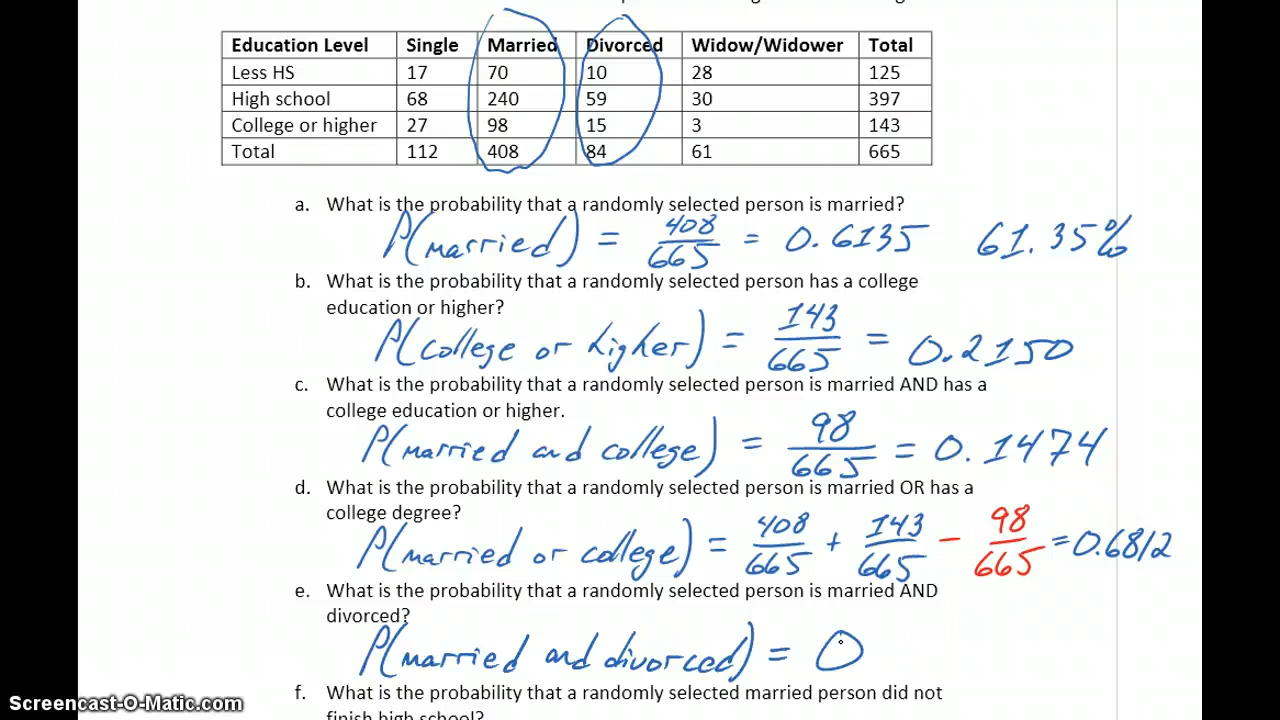 Education Level Single Married Divorced Widow/Widower Total
Less HS 17 70 10 28 125
High school 68 240 59 30 397
College or higher 27 98 15 3 143
Total 112 408 84 61 665
a. What is the probability that a randomly selected person is married?
P(married) = 408/665 = 0.6135 61.35%
b. What is the probability that a randomly selected person has a college
education or higher?
P(college or higher) = 143/665 = 0.2150
c. What is the probability that a randomly selected person is married AND has a
college education or higher.
P(married and college) = 98/665 = 0.1474
d. What is the probability that a randomly selected person is married OR has a
college degree?
P(married or college) = 408/665 + 143/665 - 98/665 = 0.6812
e. What is the probability that a randomly selected person is married AND
divorced?
P(married and divorced) = 0
f. What is the probability that a randomly selected married person did not
finish high school?
Screencast-O-Matic.com